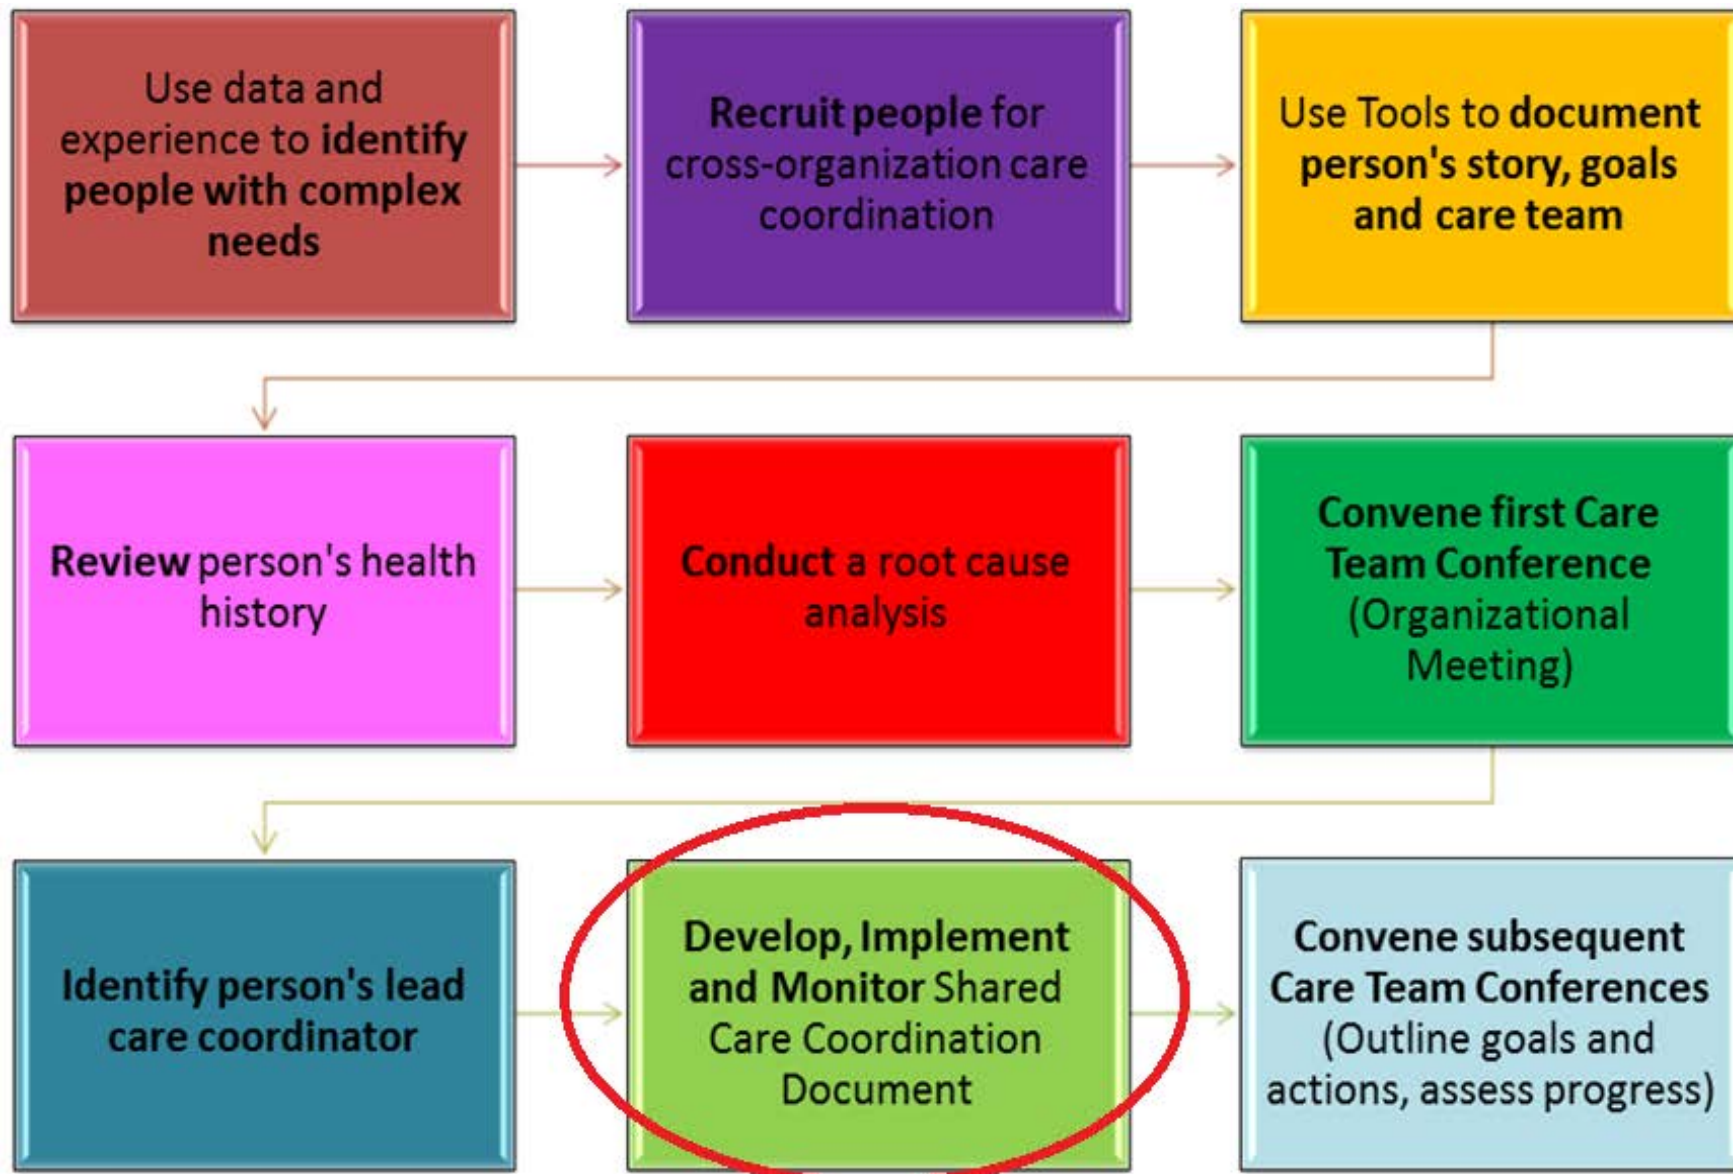 Use data and
experience to identify
people with complex
needs
Recruit people for
cross-organization care
coordination
Use Tools to document
person's story, goals
and care team
Review person's health
history
Conduct a root cause
analysis
Convene first Care
Team Conference
(Organizational
Meeting)
Identify person's lead
care coordinator
Develop, Implement
and Monitor Shared
Care Coordination
Document
Convene subsequent
Care Team Conferences
(Outline goals and
actions, assess progress)